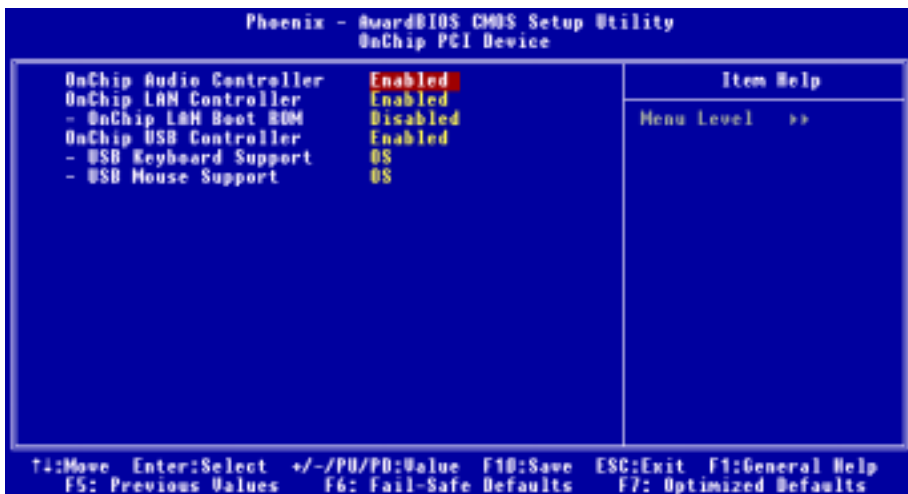 Phoenix - AwardBIOS CMOS Setup Utility
OnChip PCI Device
OnChip Audio Controller Enabled
OnChip LAN Controller Enabled
- OnChip LAN Boot ROM Disabled
OnChip USB Controller Enabled
- USB Keyboard Support OS
- USB Mouse Support OS
Item Help
Menu Level ▸▸
↑↓:Move Enter:Select +/-/PU/PD:Value F10:Save ESC:Exit F1:General Help
F5: Previous Values F6: Fail-Safe Defaults F7: Optimized Defaults